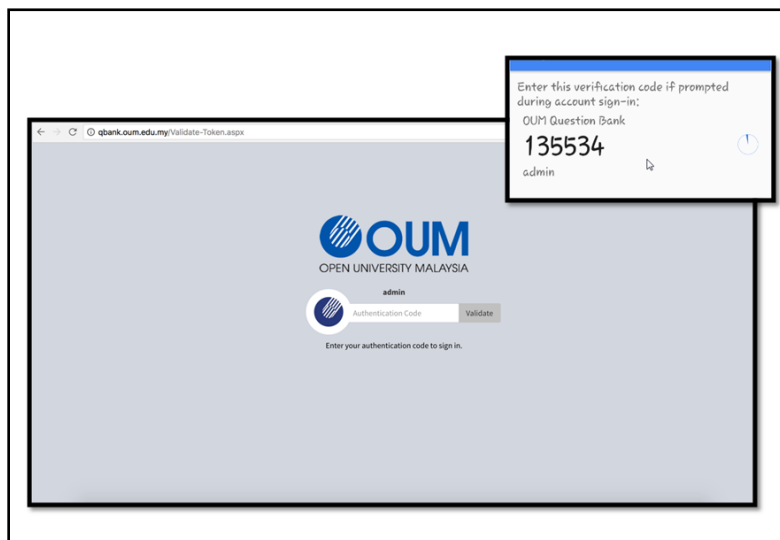 Enter this verification code if prompted
during account sign-in:
OUM Question Bank
135534
admin
qbank.oum.edu.my/Validate-Token.aspx
OUM
OPEN UNIVERSITY MALAYSIA
admin
Authentication Code Validate
Enter your authentication code to sign in.